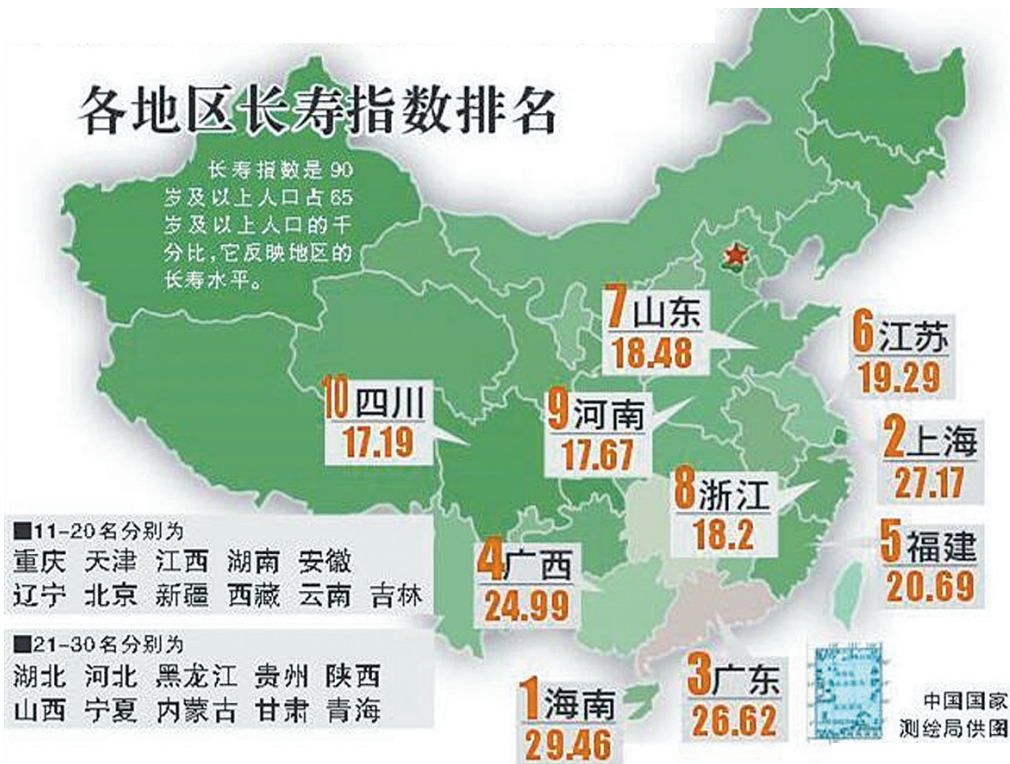 各地区长寿指数排名
长寿指数是90
岁及以上人口占65
岁及以上人口的千
分比,它反映地区的
长寿水平。
7山东
18.48
6江苏
19.29
10四川
17.19
9河南
17.67
2上海
27.17
8浙江
18.2
5福建
20.69
4广西
24.99
3广东
26.62
1海南
29.46
■11-20名分别为
重庆 天津 江西 湖南 安徽
辽宁 北京 新疆 西藏 云南 吉林
■21-30名分别为
湖北 河北 黑龙江 贵州 陕西
山西 宁夏 内蒙古 甘肃 青海
中国国家
测绘局供图